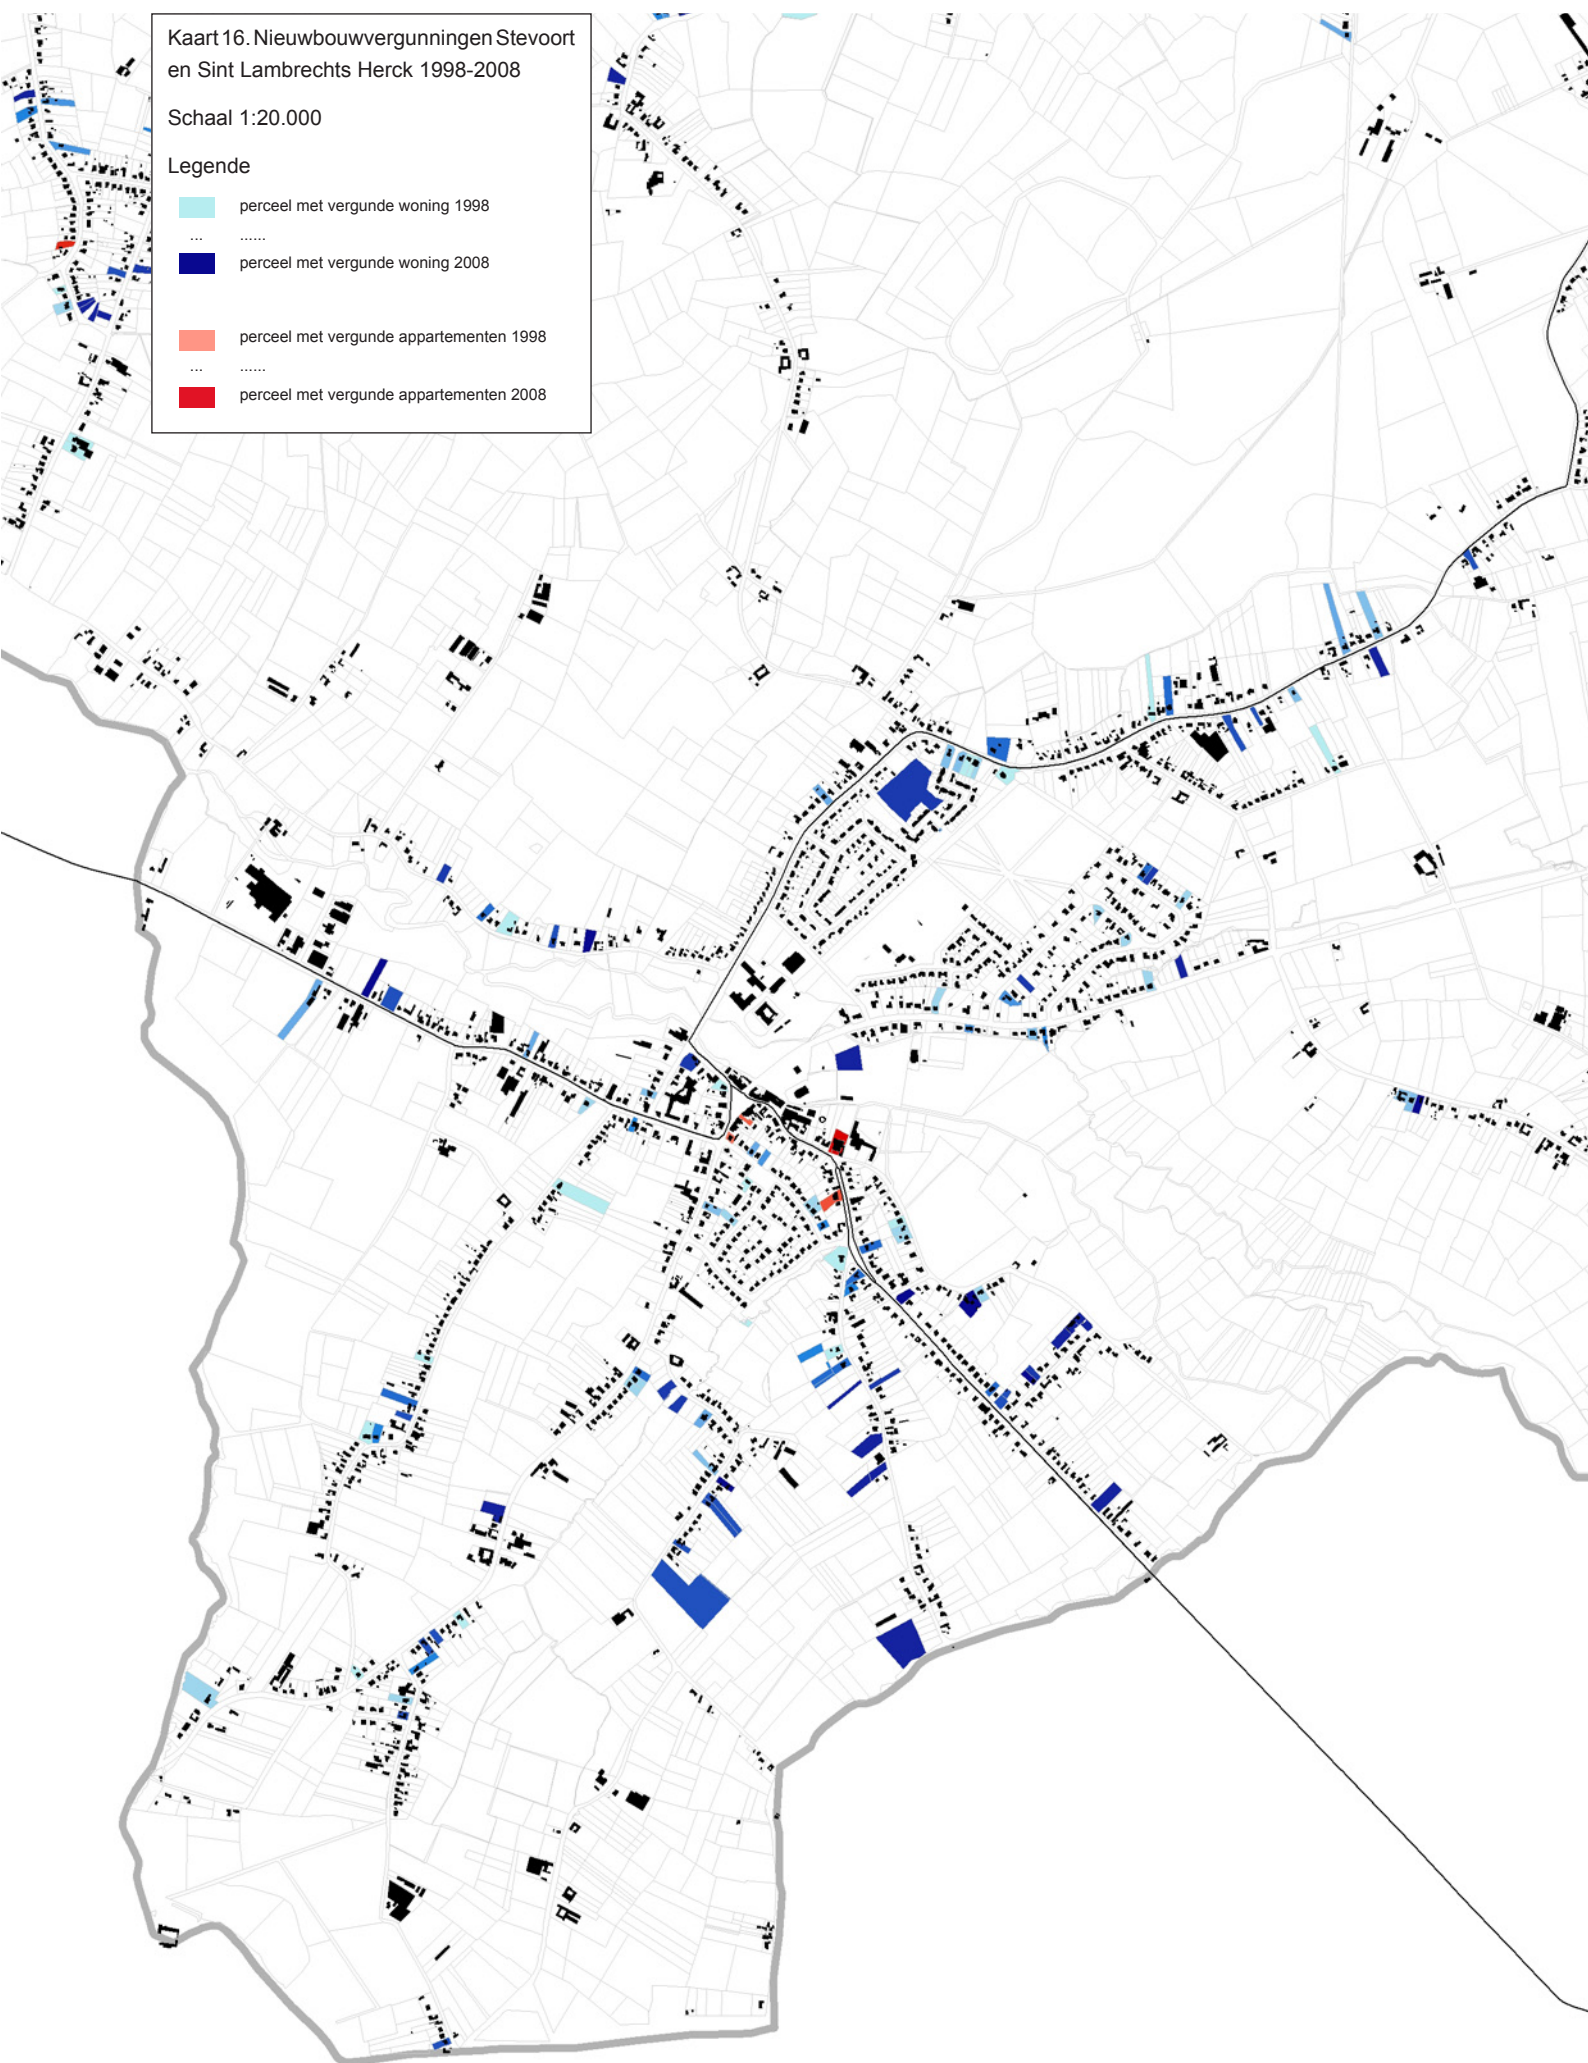 Kaart 16. Nieuwbouwvergunningen Stevoort
en Sint Lambrechts Herck 1998-2008
Schaal 1:20.000
Legende
perceel met vergunde woning 1998
... ......
perceel met vergunde woning 2008
perceel met vergunde appartementen 1998
... ......
perceel met vergunde appartementen 2008